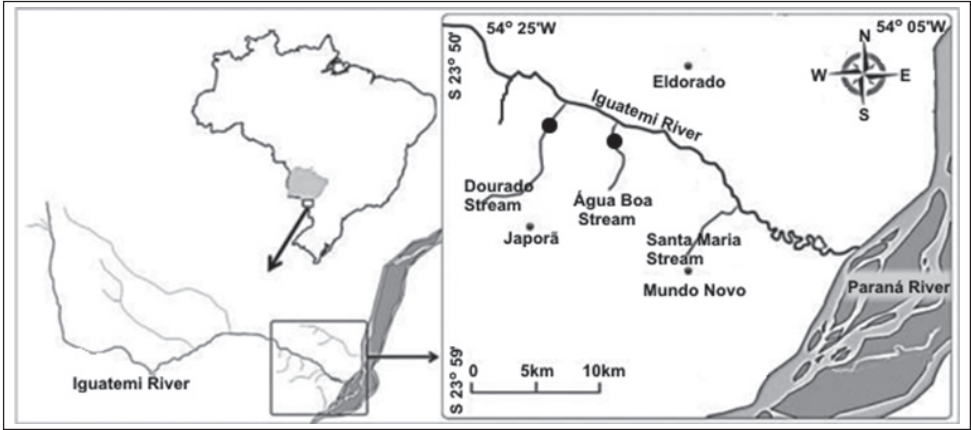 Iguatemi River
54° 25'W
54° 05'W
S 23° 50'
N
W
E
S
Eldorado
Iguatemi River
Dourado
Stream
Água Boa
Stream
Japorã
Santa Maria
Stream
Mundo Novo
Paraná River
S 23° 59'
0
5km
10km